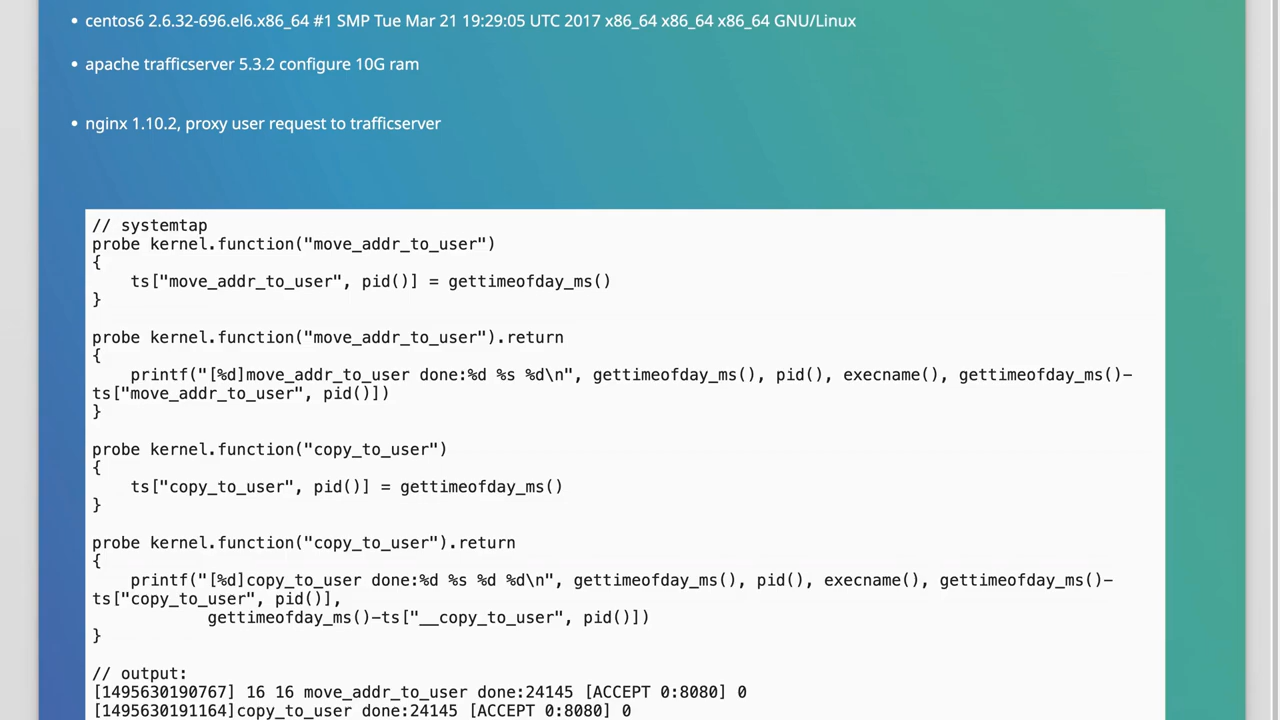 • centos6 2.6.32-696.el6.x86_64 #1 SMP Tue Mar 21 19:29:05 UTC 2017 x86_64 x86_64 x86_64 GNU/Linux
• apache trafficserver 5.3.2 configure 10G ram
• nginx 1.10.2, proxy user request to trafficserver
// systemtap
probe kernel.function("move_addr_to_user")
{
    ts["move_addr_to_user", pid()] = gettimeofday_ms()
}
probe kernel.function("move_addr_to_user").return
{
    printf("[%d]move_addr_to_user done:%d %s %d\n", gettimeofday_ms(), pid(), execname(), gettimeofday_ms()-
ts["move_addr_to_user", pid()])
}
probe kernel.function("copy_to_user")
{
    ts["copy_to_user", pid()] = gettimeofday_ms()
}
probe kernel.function("copy_to_user").return
{
    printf("[%d]copy_to_user done:%d %s %d %d\n", gettimeofday_ms(), pid(), execname(), gettimeofday_ms()-
ts["copy_to_user", pid()],
            gettimeofday_ms()-ts["__copy_to_user", pid()])
}
// output:
[1495630190767] 16 16 move_addr_to_user done:24145 [ACCEPT 0:8080] 0
[1495630191164]copy_to_user done:24145 [ACCEPT 0:8080] 0